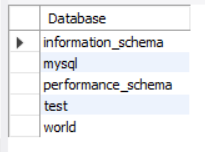 Database
information_schema
mysql
performance_schema
test
world